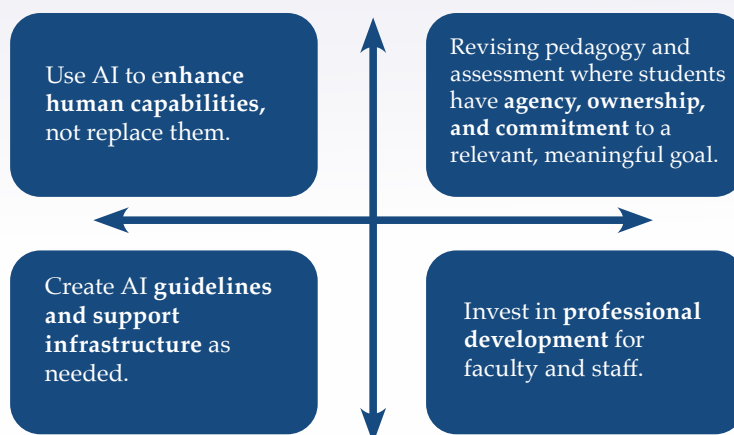 Use AI to enhance
human capabilities,
not replace them.
Revising pedagogy and
assessment where students
have agency, ownership,
and commitment to a
relevant, meaningful goal.
Create AI guidelines
and support
infrastructure as
needed.
Invest in professional
development for
faculty and staff.